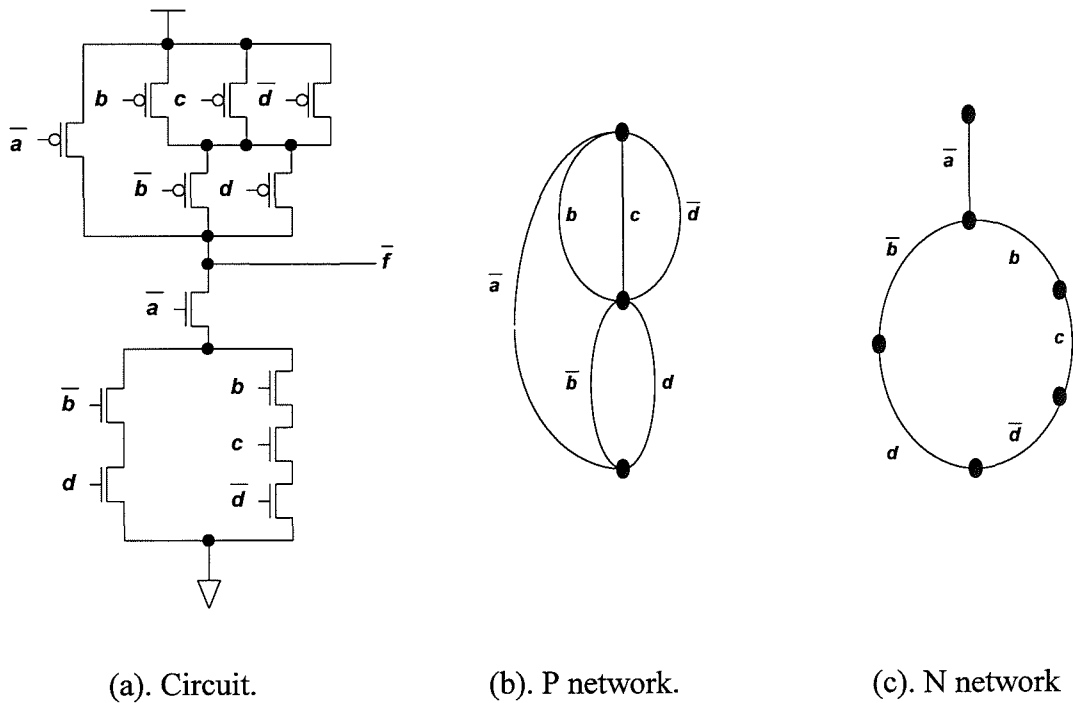 b c d̅
a̅
b̅ d
f̅
a̅
b̅
b
c
d
d̅
(a). Circuit.
b c d̅
a̅
b̅ d
(b). P network.
a̅
b̅ b
c
d d̅
(c). N network